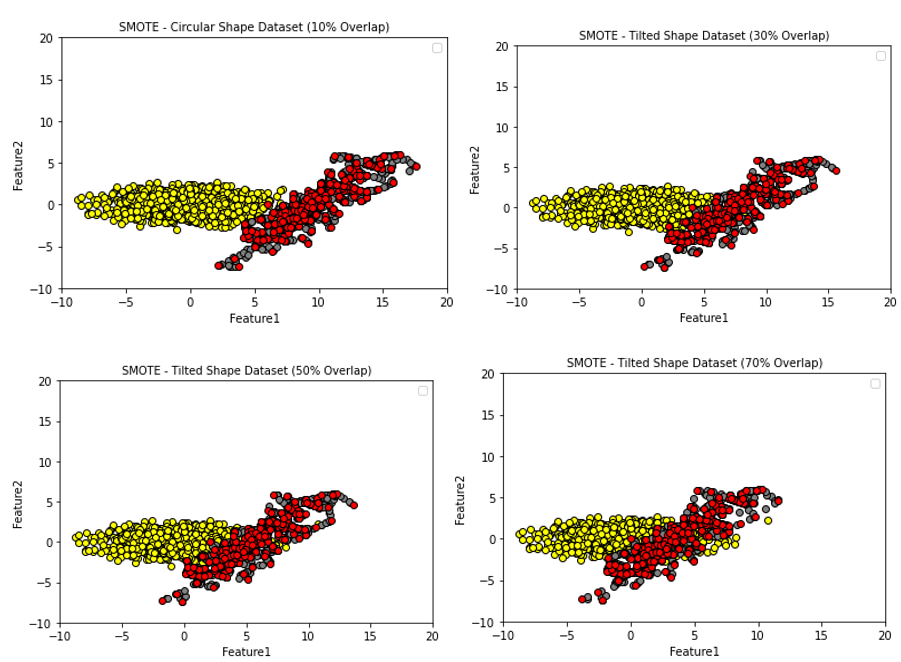 SMOTE - Circular Shape Dataset (10% Overlap)
20
15
10
5
0
−5
−10
Feature2
−10 −5 0 5 10 15 20
Feature1
SMOTE - Tilted Shape Dataset (30% Overlap)
20
15
10
5
0
−5
−10
Feature2
−10 −5 0 5 10 15 20
Feature1
SMOTE - Tilted Shape Dataset (50% Overlap)
20
15
10
5
0
−5
−10
Feature2
−10 −5 0 5 10 15 20
Feature1
SMOTE - Tilted Shape Dataset (70% Overlap)
20
15
10
5
0
−5
−10
Feature2
−10 −5 0 5 10 15 20
Feature1